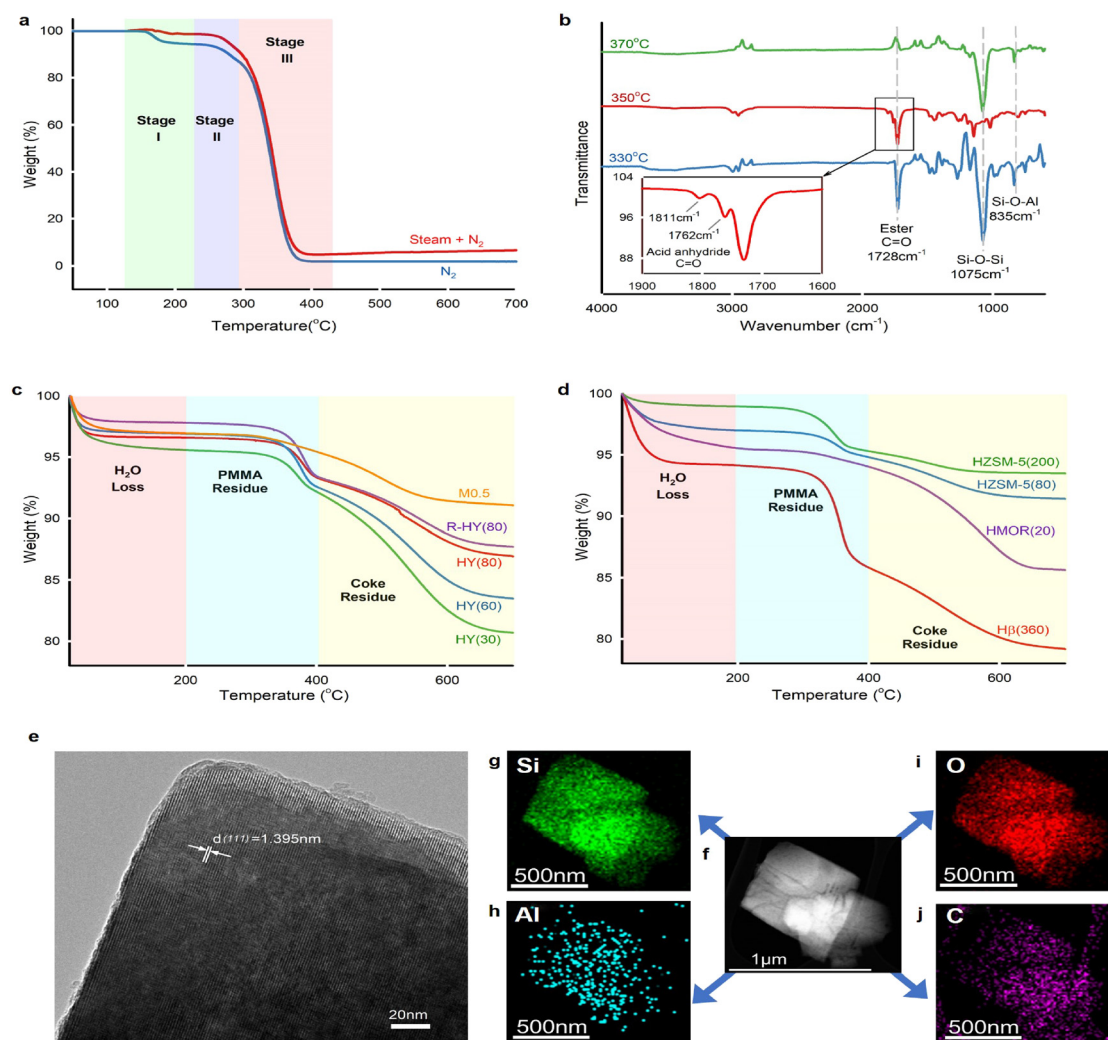 a
100
80
60
40
20
0
Weight (%)
Stage
I
Stage
II
Stage
III
Steam + N₂
N₂
100
200
300
400
500
600
700
Temperature(°C)
b
370°C
350°C
330°C
Transmittance
104
96
88
1811cm⁻¹
1762cm⁻¹
Acid anhydride
C=O
1900
1800
1700
1600
Ester
C=O
1728cm⁻¹
Si-O-Al
835cm⁻¹
Si-O-Si
1075cm⁻¹
4000
3000
2000
1000
Wavenumber (cm⁻¹)
c
100
95
90
85
80
Weight (%)
H₂O
Loss
PMMA
Residue
Coke
Residue
M0.5
R-HY(80)
HY(80)
HY(60)
HY(30)
200
400
600
Temperature (°C)
d
100
95
90
85
80
Weight (%)
H₂O
Loss
PMMA
Residue
Coke
Residue
HZSM-5(200)
HZSM-5(80)
HMOR(20)
Hβ(360)
200
400
600
Temperature (°C)
e
d(111)=1.395nm
20nm
g
Si
500nm
h
Al
500nm
f
1μm
i
O
500nm
j
C
500nm